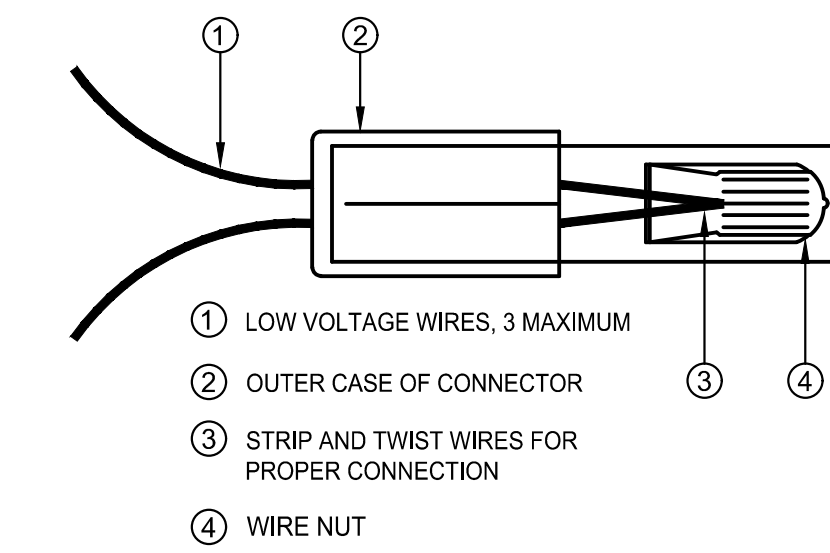 1 2
1 LOW VOLTAGE WIRES, 3 MAXIMUM
2 OUTER CASE OF CONNECTOR
3 4
3 STRIP AND TWIST WIRES FOR
PROPER CONNECTION
4 WIRE NUT